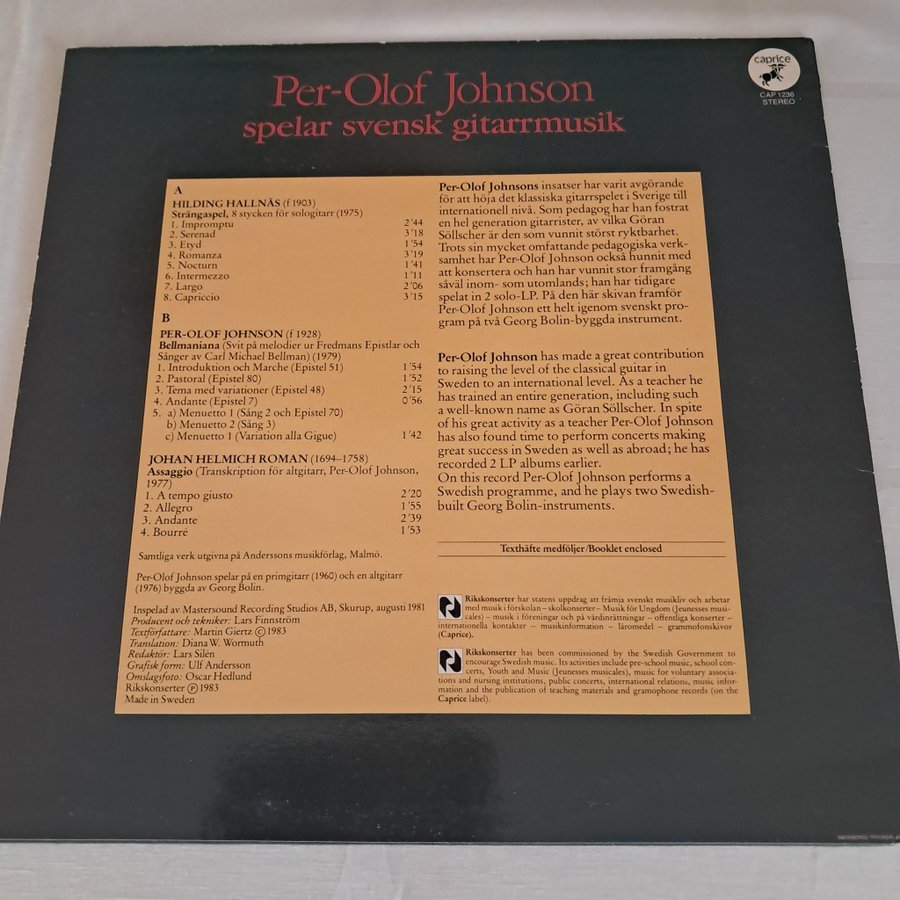 Per-Olof Johnson
spelar svensk gitarrmusik
caprice
CAP 1236
STEREO
A
HILDING HALLNÄS (f 1903)
Strängaspel, 8 stycken för sologitarr (1975)
1. Impromptu 2´44
2. Serenad 3´18
3. Etyd 1´54
4. Romanza 3´19
5. Nocturn 1´41
6. Intermezzo 1´11
7. Largo 2´06
8. Capriccio 3´15
B
PER-OLOF JOHNSON (f 1928)
Bellmaniana (Svit på melodier ur Fredmans Epistlar och
Sånger av Carl Michael Bellman) (1979)
1. Introduktion och Marche (Epistel 51) 1´54
2. Pastoral (Epistel 80) 1´52
3. Tema med variationer (Epistel 48) 2´15
4. Andante (Epistel 7) 0´56
5. a) Menuetto 1 (Sång 2 och Epistel 70)
b) Menuetto 2 (Sång 3)
c) Menuetto 1 (Variation alla Gigue) 1´42
JOHAN HELMICH ROMAN (1694–1758)
Assaggio (Transkription för altgitarr, Per-Olof Johnson,
1977)
1. A tempo giusto 2´20
2. Allegro 1´55
3. Andante 2´39
4. Bourré 1´53
Samtliga verk utgivna på Anderssons musikförlag, Malmö.
Per-Olof Johnson spelar på en primgitarr (1960) och en altgitarr
(1976) byggda av Georg Bolin.
Inspelad av Mastersound Recording Studios AB, Skurup, augusti 1981
Producent och tekniker: Lars Finnström
Textförfattare: Martin Giertz Ⓒ 1983
Translation: Diana W. Wormuth
Redaktör: Lars Silén
Grafisk form: Ulf Andersson
Omslagsfoto: Oscar Hedlund
Rikskonserter Ⓟ 1983
Made in Sweden
Per-Olof Johnsons insatser har varit avgörande
för att höja det klassiska gitarrspelet i Sverige till
internationell nivå. Som pedagog har han fostrat
en hel generation gitarrister, av vilka Göran
Söllscher är den som vunnit störst ryktbarhet.
Trots sin mycket omfattande pedagogiska verk-
samhet har Per-Olof Johnson också hunnit med
att konsertera och han har vunnit stor framgång
såväl inom- som utomlands; han har tidigare
spelat in 2 solo-LP. På den här skivan framför
Per-Olof Johnson ett helt igenom svenskt pro-
gram på två Georg Bolin-byggda instrument.
Per-Olof Johnson has made a great contribution
to raising the level of the classical guitar in
Sweden to an international level. As a teacher he
has trained an entire generation, including such
a well-known name as Göran Söllscher. In spite
of his great activity as a teacher Per-Olof Johnson
has also found time to perform concerts making
great success in Sweden as well as abroad; he has
recorded 2 LP albums earlier.
On this record Per-Olof Johnson performs a
Swedish programme, and he plays two Swedish-
built Georg Bolin-instruments.
Texthäfte medföljer/Booklet enclosed
Rikskonserter har statens uppdrag att främja svenskt musikliv och arbetar
med musik i förskolan – skolkonserter – Musik för Ungdom (Jeunesses musi-
cales) – musik i föreningar och på vårdinrättningar – offentliga konserter –
internationella kontakter – musikinformation – läromedel – grammofonskivor
(Caprice).
Rikskonserter has been commissioned by the Swedish Government to
encourage Swedish music. Its activities include pre-school music, school con-
certs, Youth and Music (Jeunesses musicales), music for voluntary associa-
tions and nursing institutions, public concerts, international relations, music infor-
mation and the publication of teaching materials and gramophone records (on the
Caprice label).